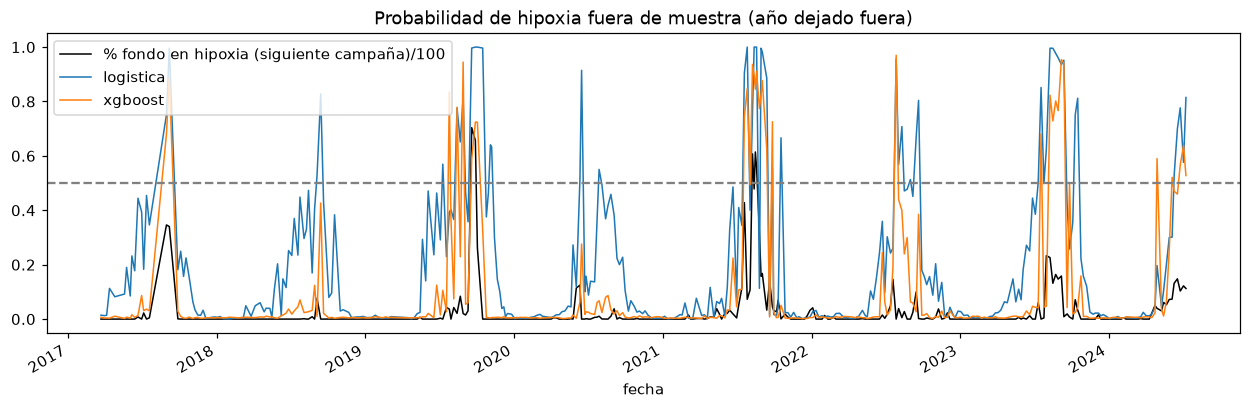 Probabilidad de hipoxia fuera de muestra (año dejado fuera)
1.0
0.8
0.6
0.4
0.2
0.0
% fondo en hipoxia (siguiente campaña)/100
logistica
xgboost
2017
2018
2019
2020
2021
2022
2023
2024
fecha